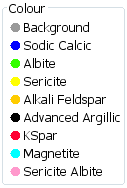 Colour
Background
Sodic Calcic
Albite
Sericite
Alkali Feldspar
Advanced Argillic
KSpar
Magnetite
Sericite Albite